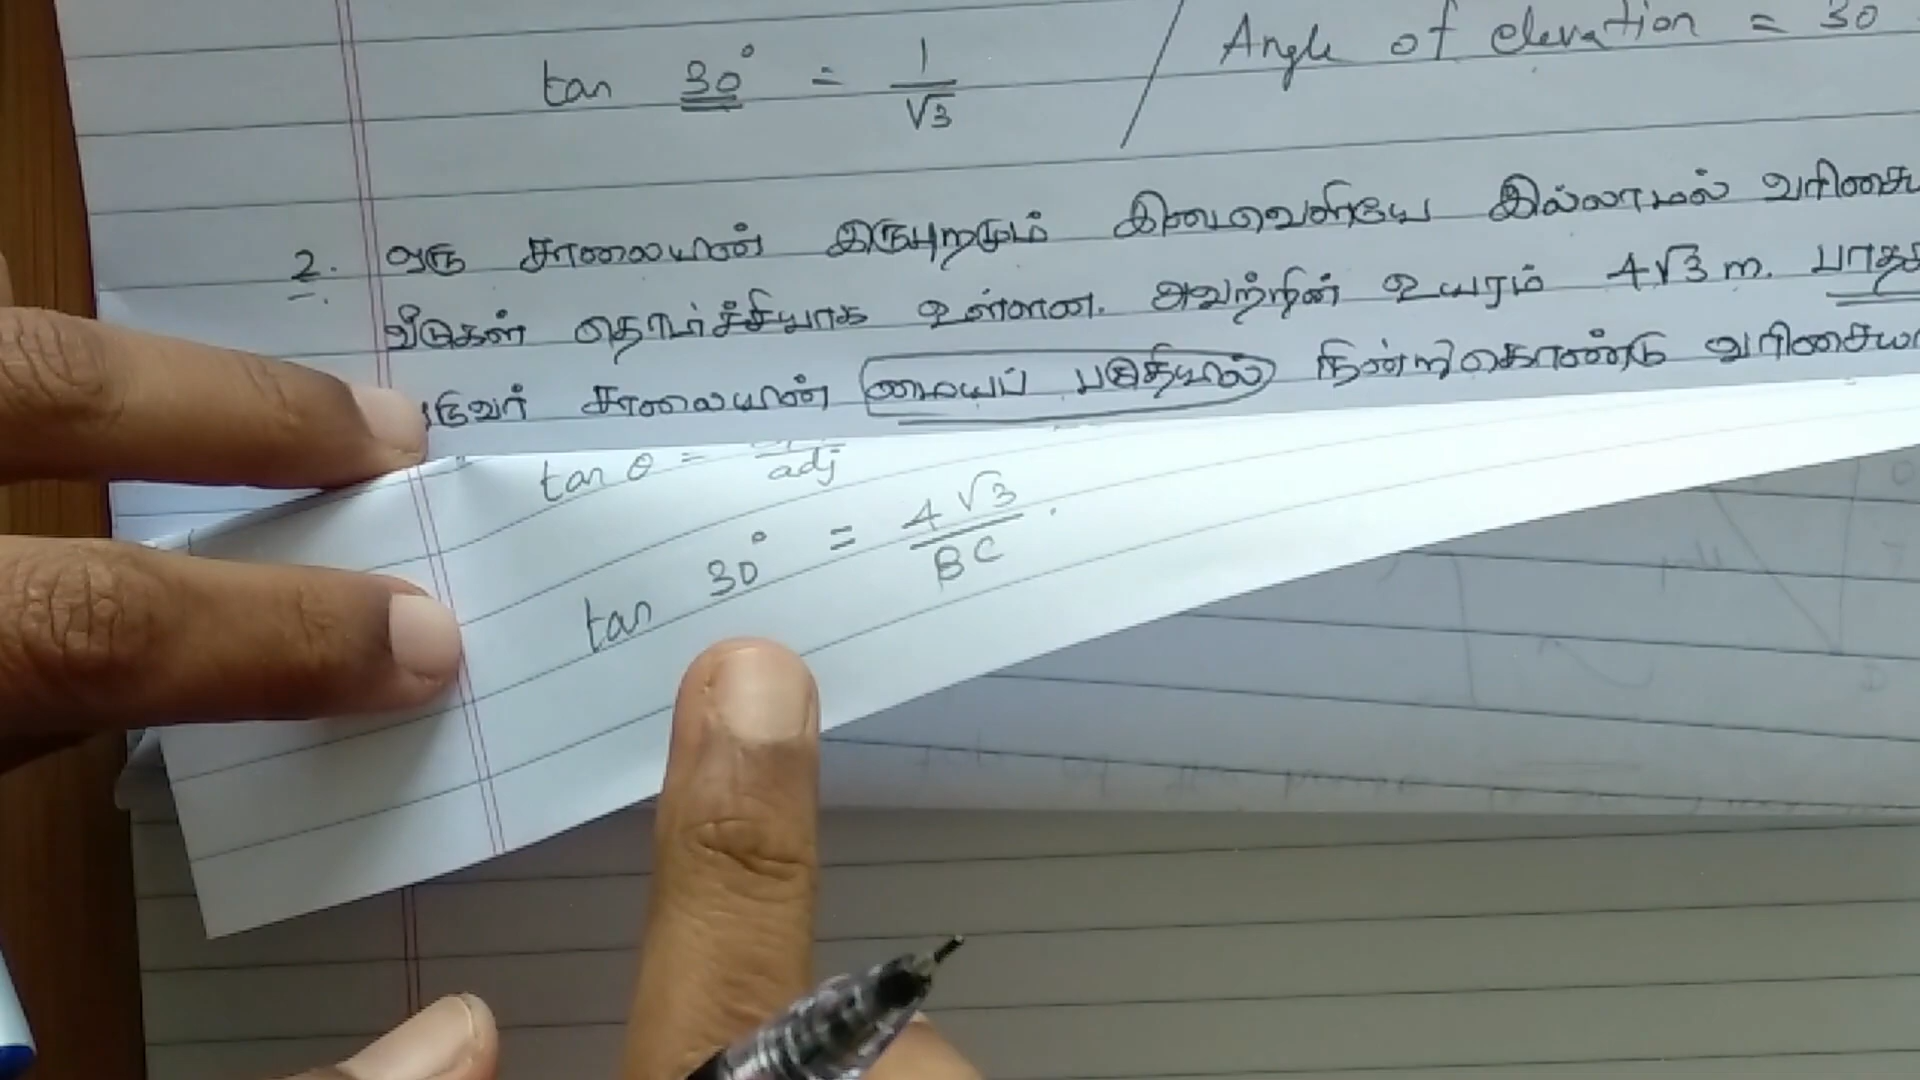 tan 30° = 1/√3 / Angle of elevation = 30
2. ஒரு சாலையின் இருபுறமும் இடைவெளியே இல்லாமல் வரிசைய
வீடுகள் தொடர்ச்சியாக உள்ளன. அவற்றின் உயரம் 4√3 m. பாதச
சாலையின் மையப் பகுதியில் நின்றுகொண்டு வரிசையா
tan θ = adj
tan 30° = 4√3/BC.